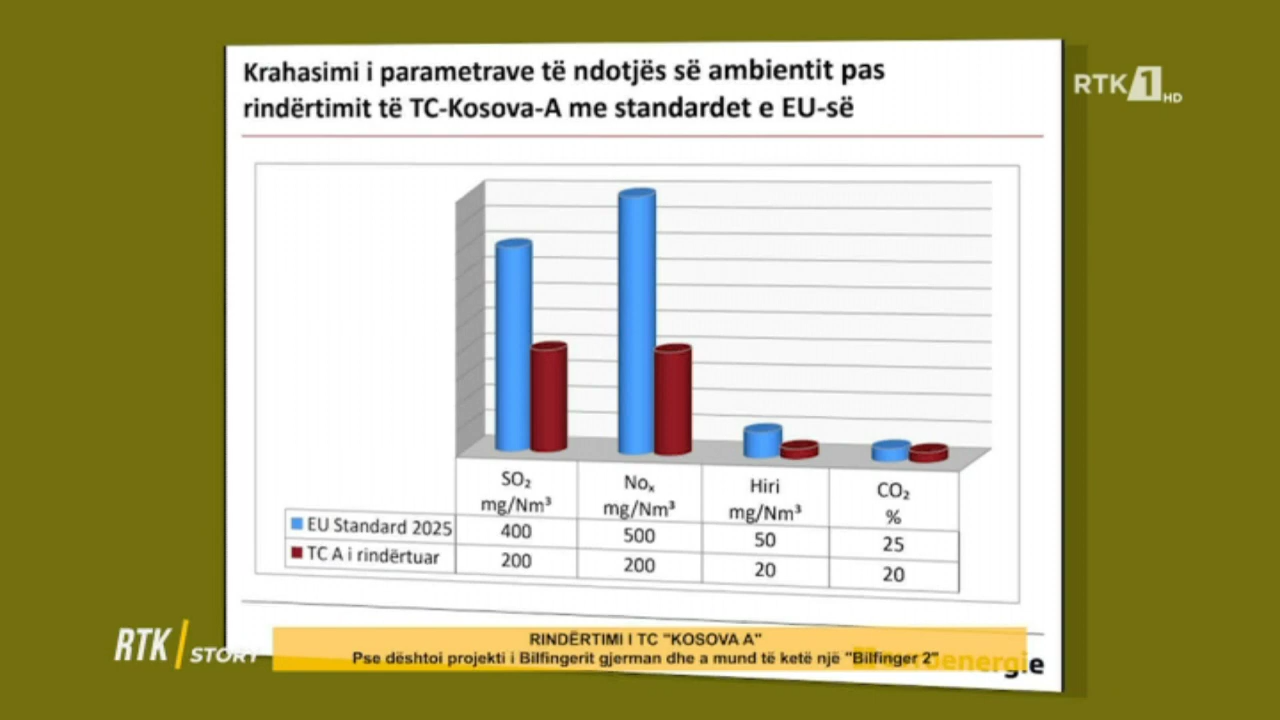 Krahasimi i parametrave të ndotjës së ambientit pas
rindërtimit të TC-Kosova-A me standardet e EU-së
RTK 1 HD
SO₂ Noₓ Hiri CO₂
mg/Nm³ mg/Nm³ mg/Nm³ %
EU Standard 2025 400 500 50 25
TC A i rindërtuar 200 200 20 20
RTK STORY
RINDËRTIMI I TC "KOSOVA A"
Pse dështoi projekti i Bilfingerit gjerman dhe a mund të ketë një "Bilfinger 2"